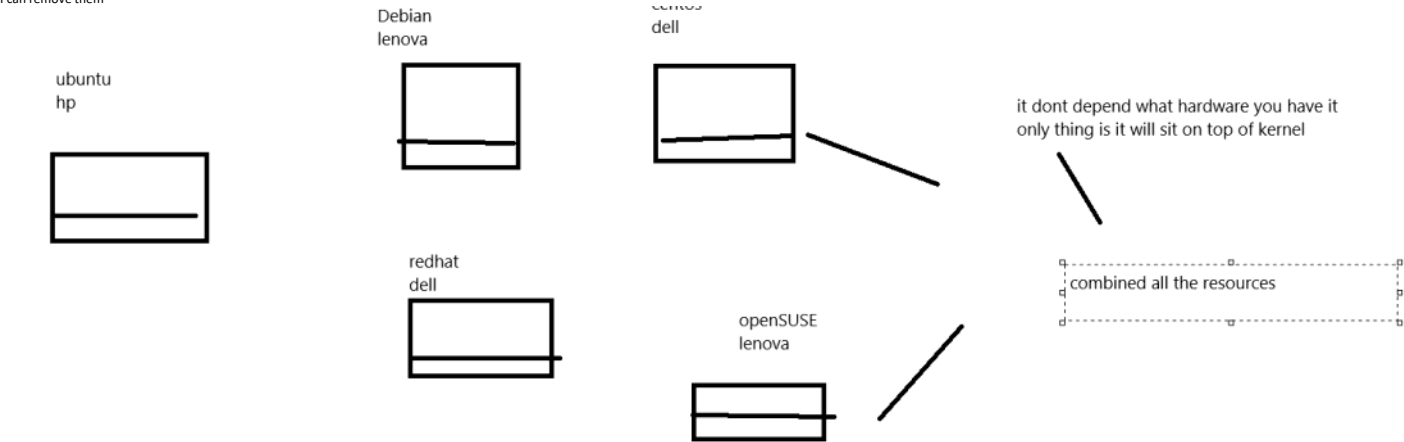 I can remove them
Debian
lenova
centos
dell
ubuntu
hp
it dont depend what hardware you have it
only thing is it will sit on top of kernel
redhat
dell
combined all the resources
openSUSE
lenova